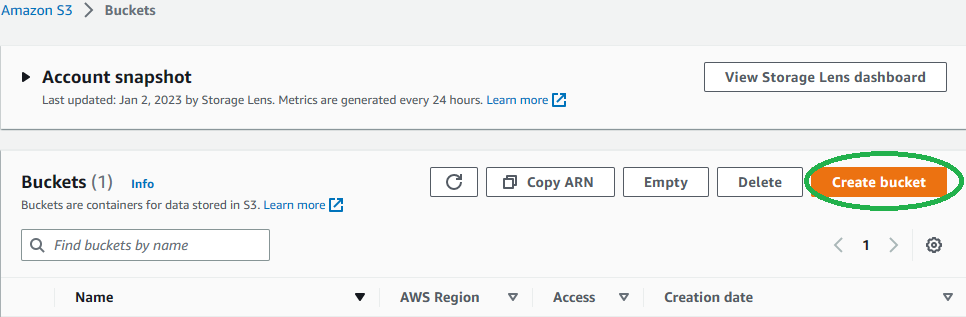 Amazon S3 > Buckets
Account snapshot
View Storage Lens dashboard
Last updated: Jan 2, 2023 by Storage Lens. Metrics are generated every 24 hours. Learn more
Buckets (1) Info
Copy ARN Empty Delete Create bucket
Buckets are containers for data stored in S3. Learn more
Find buckets by name
1
Name AWS Region Access Creation date